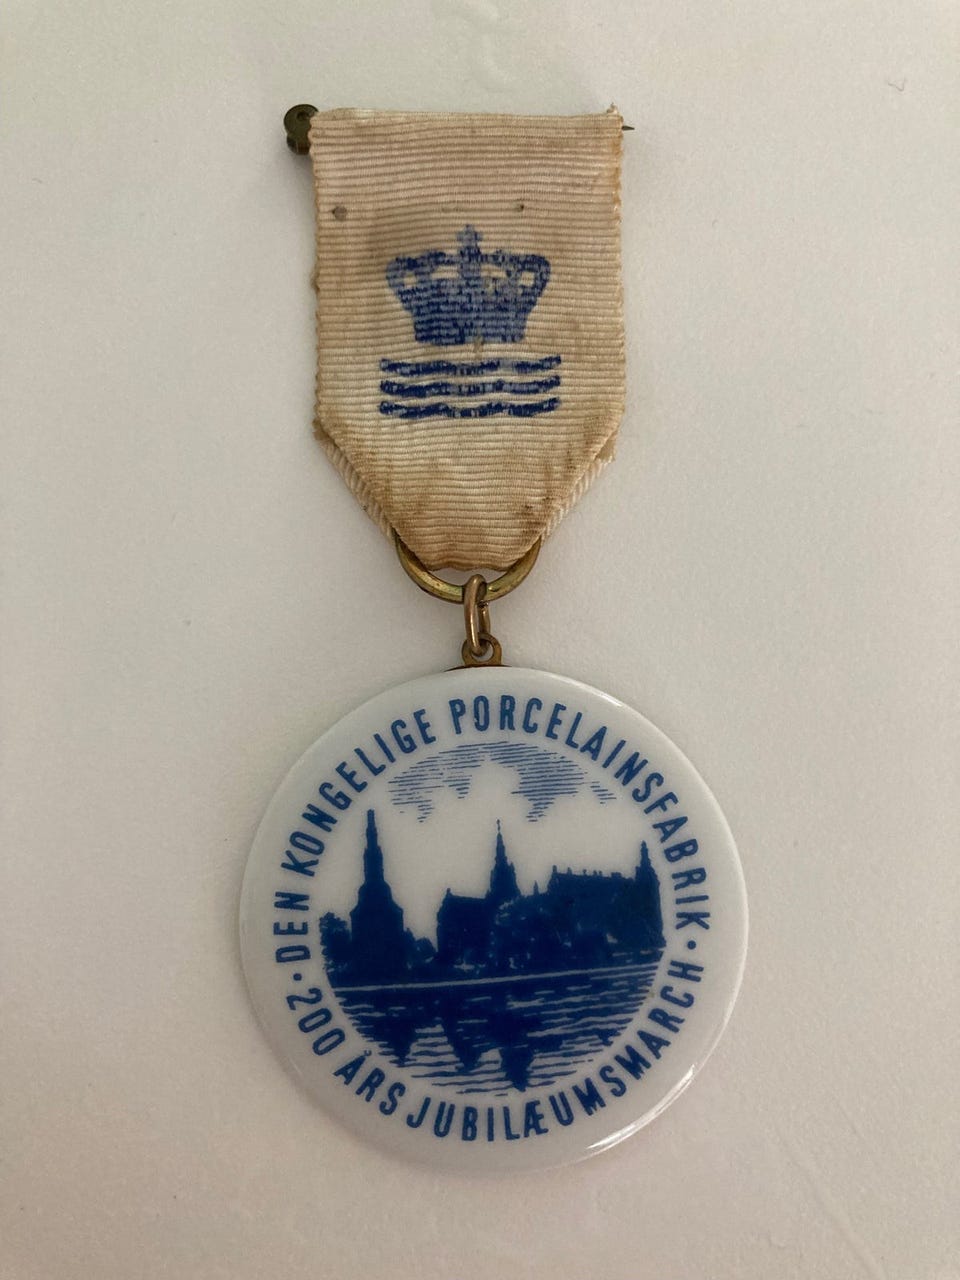 DEN KONGELIGE PORCELAINSFABRIK
· 200 ÅRS JUBILÆUMSMARCH ·